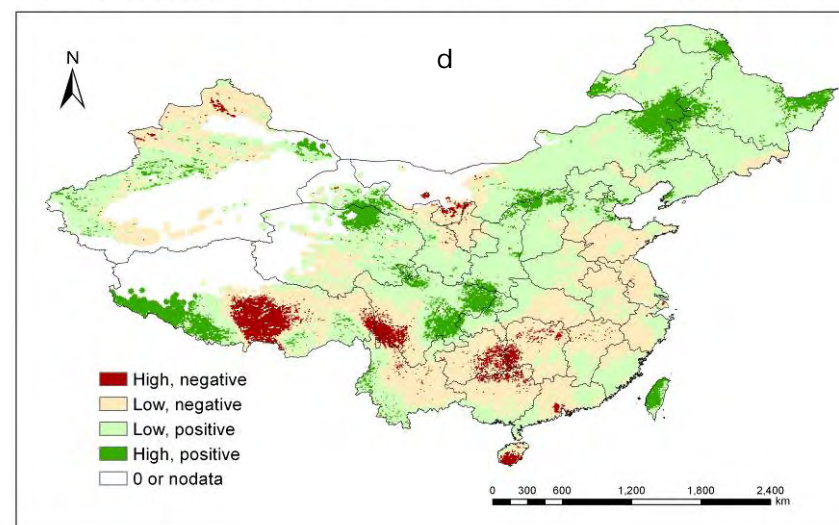 d
N
High, negative
Low, negative
Low, positive
High, positive
0 or nodata
0 300 600 1,200 1,800 2,400
km